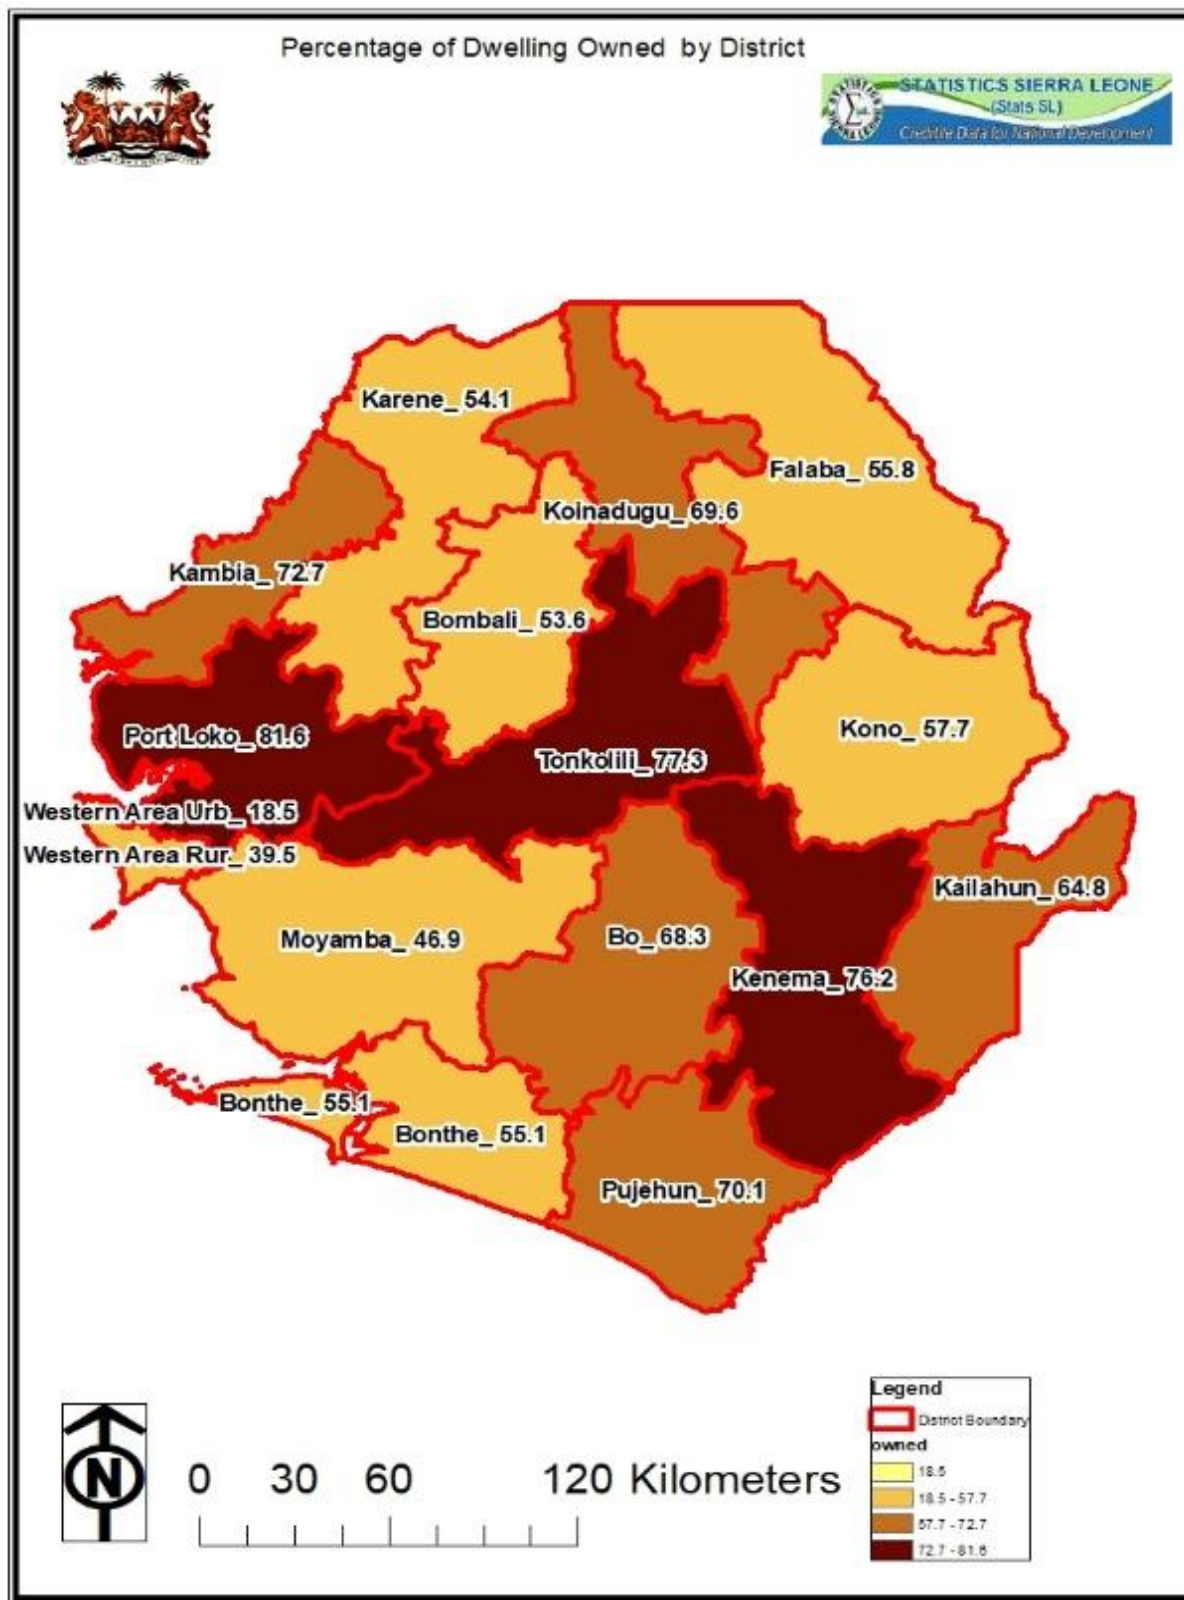 Percentage of Dwelling Owned by District
STATISTICS SIERRA LEONE
(Stats SL)
Credible Data for National Development
Karene_ 54.1
Falaba_ 55.8
Koinadugu_ 69.6
Kambia_ 72.7
Bombali_ 53.6
Port Loko_ 81.6
Kono_ 57.7
Tonkolili_ 77.3
Western Area Urb_ 18.5
Western Area Rur_ 39.5
Kailahun_ 64.8
Moyamba_ 46.9
Bo_ 68.3
Kenema_ 76.2
Bonthe_ 55.1
Bonthe_ 55.1
Pujehun_ 70.1
Legend
District Boundary
owned
18.5
18.5 - 57.7
57.7 - 72.7
72.7 - 81.6
N
0 30 60 120 Kilometers